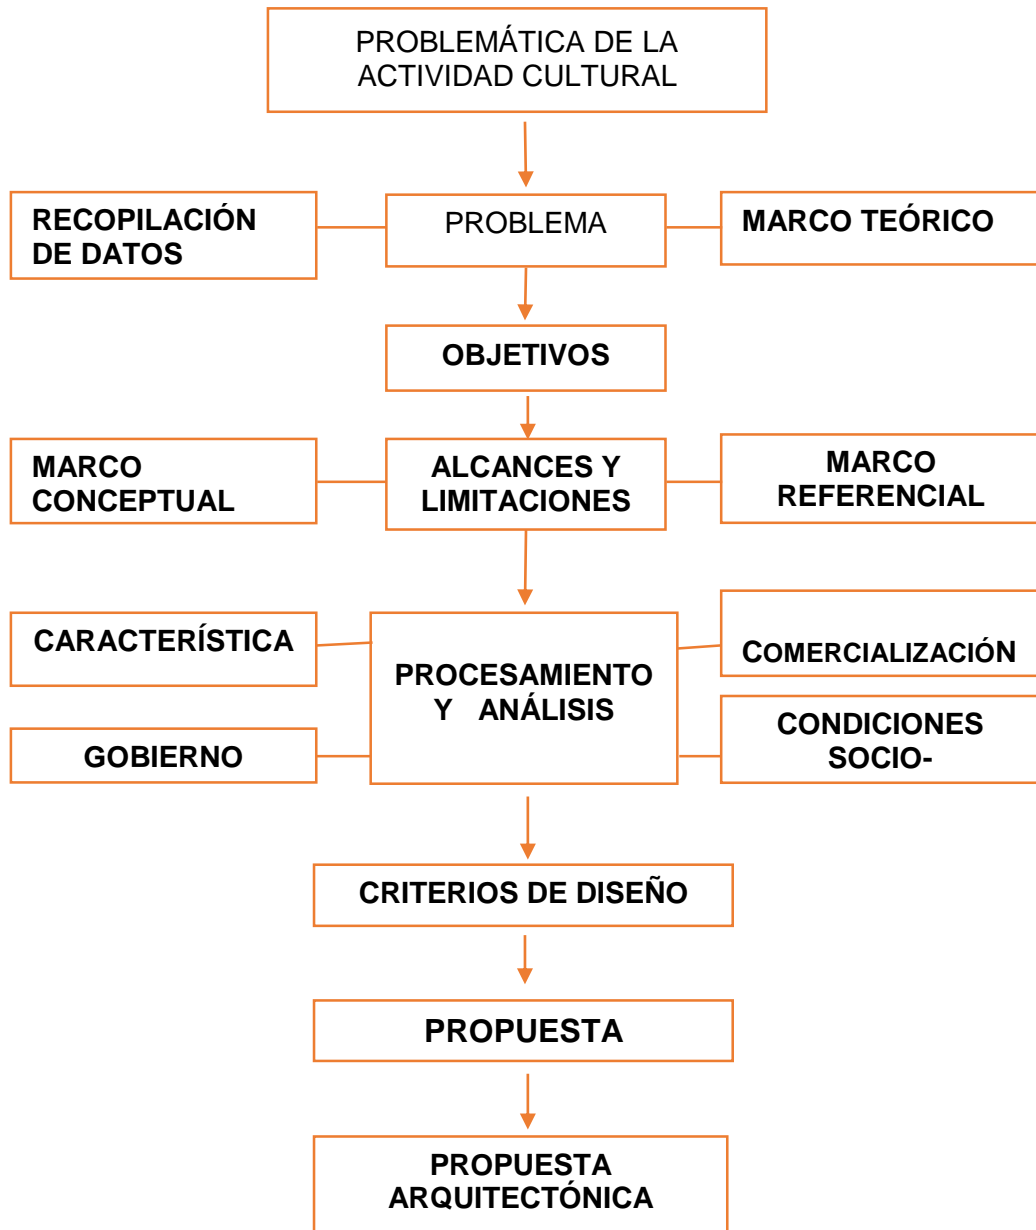 PROBLEMÁTICA DE LA
ACTIVIDAD CULTURAL
RECOPILACIÓN
DE DATOS
PROBLEMA
MARCO TEÓRICO
OBJETIVOS
MARCO
CONCEPTUAL
ALCANCES Y
LIMITACIONES
MARCO
REFERENCIAL
CARACTERÍSTICA
PROCESAMIENTO
Y ANÁLISIS
COMERCIALIZACIÓN
GOBIERNO
CONDICIONES
SOCIO-
CRITERIOS DE DISEÑO
PROPUESTA
PROPUESTA
ARQUITECTÓNICA